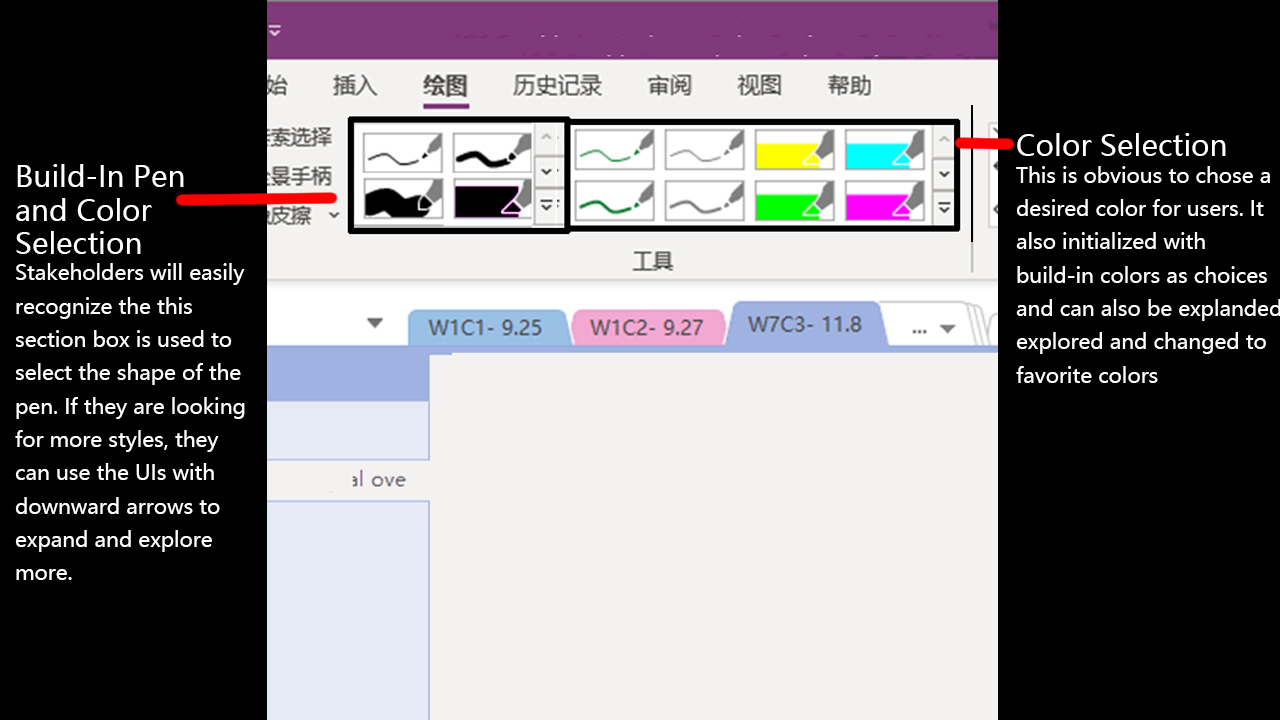 插入 绘图 历史记录 审阅 视图 帮助
索选择
景手柄
皮擦
工具
W1C1- 9.25 W1C2- 9.27 W7C3- 11.8 ...
al ove
Build-In Pen
and Color
Selection
Stakeholders will easily
recognize the this
section box is used to
select the shape of the
pen. If they are looking
for more styles, they
can use the UIs with
downward arrows to
expand and explore
more.
Color Selection
This is obvious to chose a
desired color for users. It
also initialized with
build-in colors as choices
and can also be explanded
explored and changed to
favorite colors